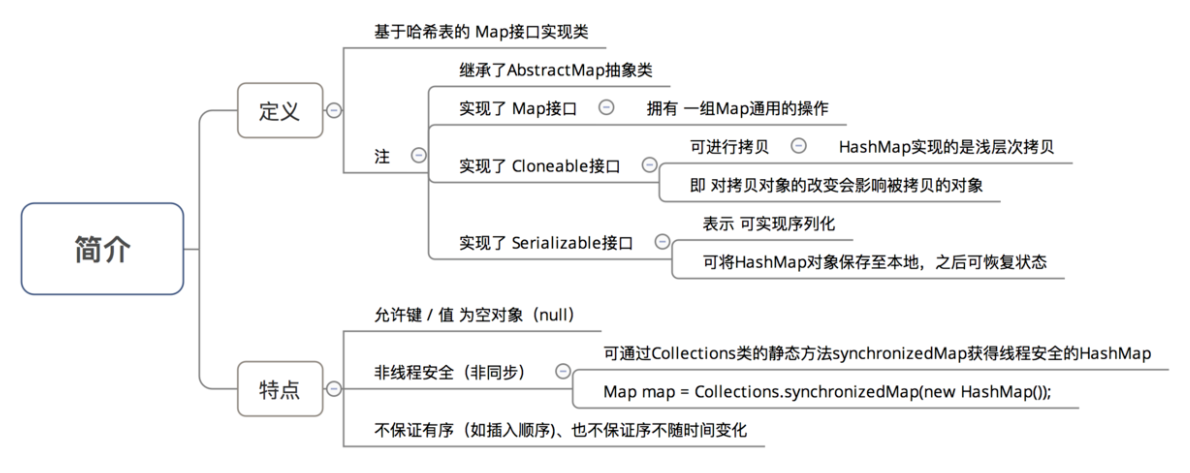 简介
定义
基于哈希表的 Map接口实现类
注
继承了AbstractMap抽象类
实现了 Map接口
拥有 一组Map通用的操作
实现了 Cloneable接口
可进行拷贝
HashMap实现的是浅层次拷贝
即 对拷贝对象的改变会影响被拷贝的对象
实现了 Serializable接口
表示 可实现序列化
可将HashMap对象保存至本地，之后可恢复状态
特点
允许键 / 值 为空对象（null）
非线程安全（非同步）
可通过Collections类的静态方法synchronizedMap获得线程安全的HashMap
Map map = Collections.synchronizedMap(new HashMap());
不保证有序（如插入顺序)、也不保证序不随时间变化